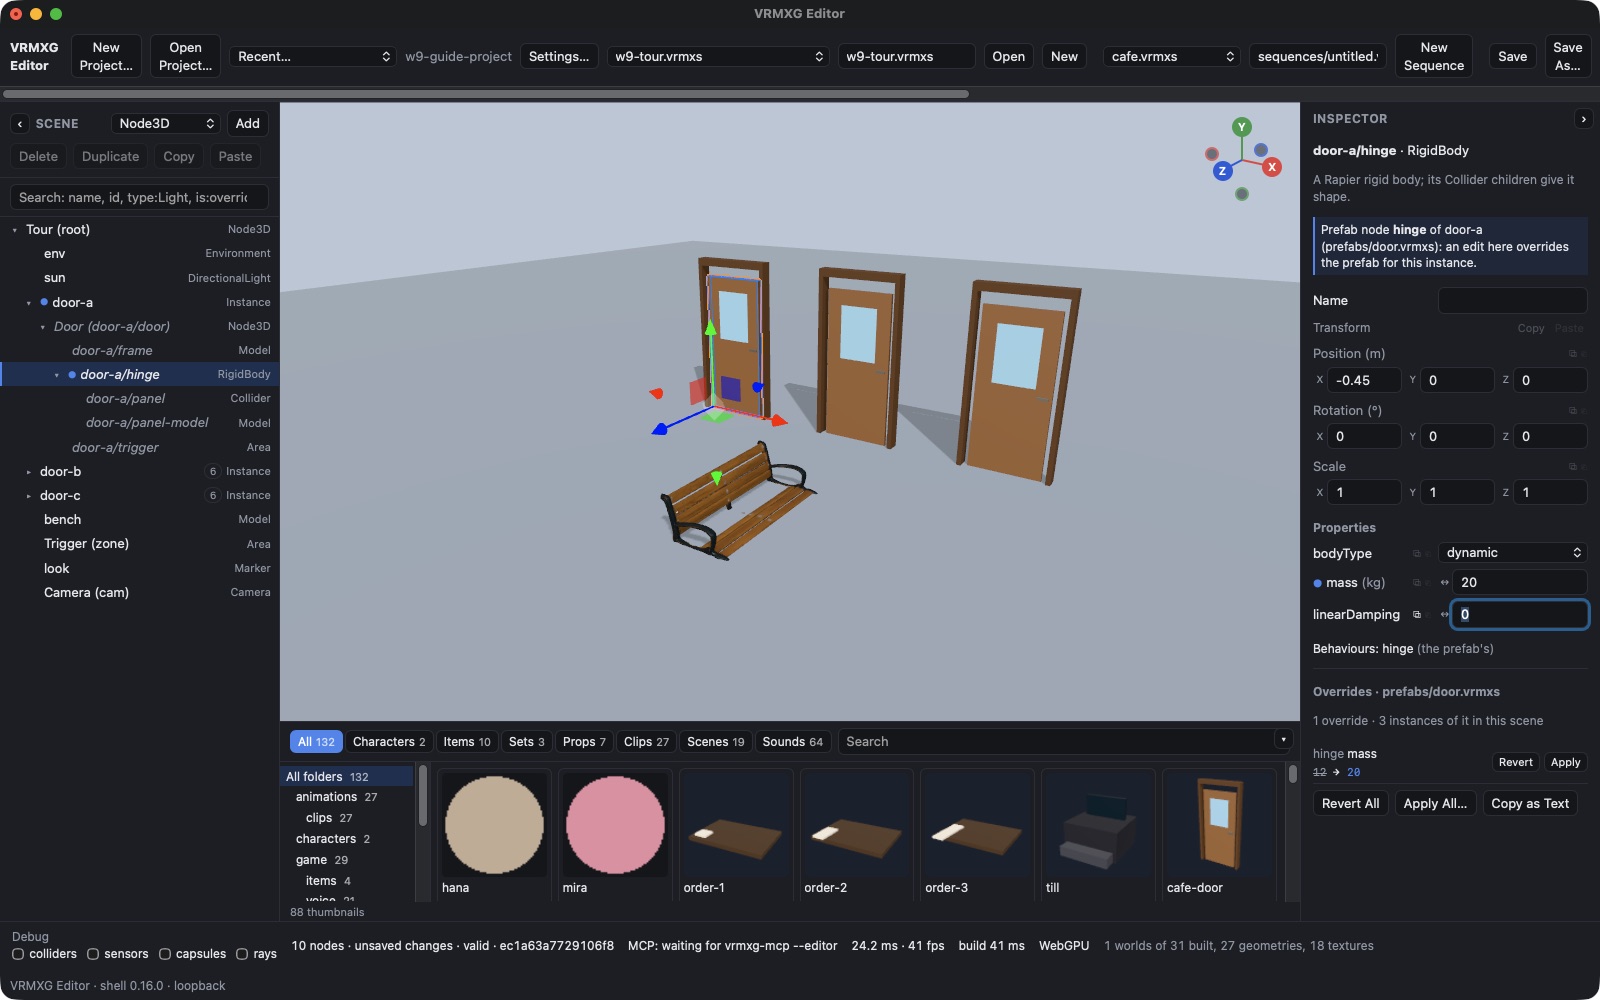 VRMXG Editor
VRMXG Editor
New Project...
Open Project...
Recent...
w9-guide-project
Settings...
w9-tour.vrmxs
w9-tour.vrmxs
Open
New
cafe.vrmxs
sequences/untitled.
New Sequence
Save
Save As...
SCENE
Node3D
Add
Delete
Duplicate
Copy
Paste
Search: name, id, type:Light, is:overri
Tour (root) Node3D
env Environment
sun DirectionalLight
door-a Instance
Door (door-a/door) Node3D
door-a/frame Model
door-a/hinge RigidBody
door-a/panel Collider
door-a/panel-model Model
door-a/trigger Area
door-b 6 Instance
door-c 6 Instance
bench Model
Trigger (zone) Area
look Marker
Camera (cam) Camera
Y
X
Z
All 132
Characters 2
Items 10
Sets 3
Props 7
Clips 27
Scenes 19
Sounds 64
Search
All folders 132
animations 27
clips 27
characters 2
game 29
items 4
88 thumbnails
hana
mira
order-1
order-2
order-3
till
cafe-door
INSPECTOR
door-a/hinge · RigidBody
A Rapier rigid body; its Collider children give it
shape.
Prefab node hinge of door-a
(prefabs/door.vrmxs): an edit here overrides
the prefab for this instance.
Name
Transform Copy Paste
Position (m)
X -0.45 Y 0 Z 0
Rotation (°)
X 0 Y 0 Z 0
Scale
X 1 Y 1 Z 1
Properties
bodyType dynamic
mass (kg) 20
linearDamping 0
Behaviours: hinge (the prefab's)
Overrides · prefabs/door.vrmxs
1 override · 3 instances of it in this scene
hinge mass
12 → 20
Revert
Apply
Revert All
Apply All...
Copy as Text
Debug
colliders
sensors
capsules
rays
10 nodes · unsaved changes · valid · ec1a63a7729106f8
MCP: waiting for vrmxg-mcp --editor
24.2 ms · 41 fps
build 41 ms
WebGPU
1 worlds of 31 built, 27 geometries, 18 textures
VRMXG Editor · shell 0.16.0 · loopback